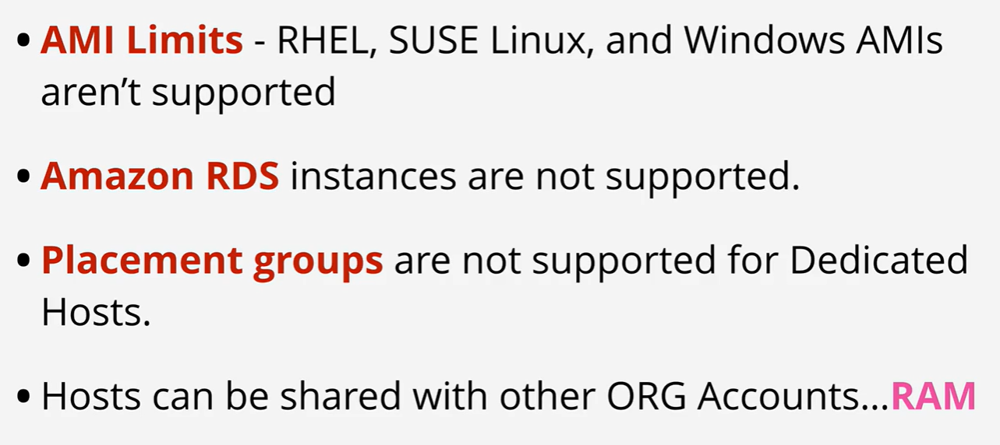 • AMI Limits - RHEL, SUSE Linux, and Windows AMIs
aren’t supported
• Amazon RDS instances are not supported.
• Placement groups are not supported for Dedicated
Hosts.
• Hosts can be shared with other ORG Accounts...RAM